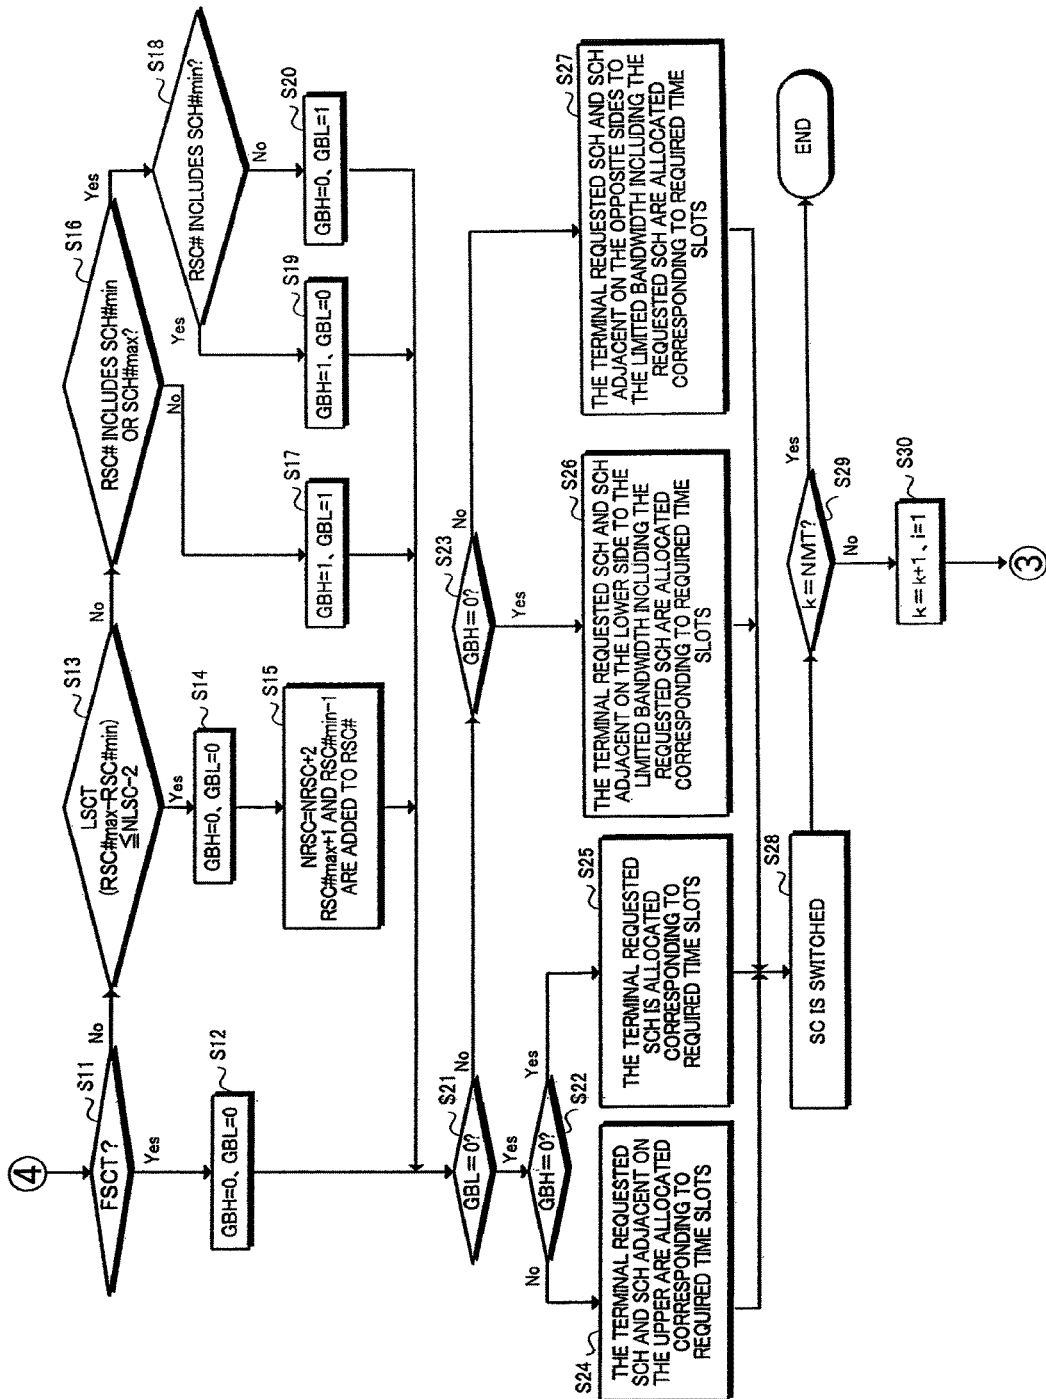 ④
S11
FSCT?
No
Yes
S12
GBH=0、GBL=0
S13
LSCT
(RSC#max−RSC#min)
≦NLSC−2
No
Yes
S14
GBH=0、GBL=0
S15
NRSC=NRSC+2
RSC#max+1 AND RSC#min−1
ARE ADDED TO RSC#
S16
RSC# INCLUDES SCH#min
OR SCH#max?
Yes
No
S17
GBH=1、GBL=1
S18
RSC# INCLUDES SCH#min?
Yes
No
S19
GBH=1、GBL=0
S20
GBH=0、GBL=1
S21
GBL=0?
No
Yes
S22
GBH=0?
No
Yes
S23
GBH=0?
No
Yes
S24
THE TERMINAL REQUESTED
SCH AND SCH ADJACENT ON
THE UPPER ARE ALLOCATED
CORRESPONDING TO
REQUIRED TIME SLOTS
S25
THE TERMINAL REQUESTED
SCH IS ALLOCATED
CORRESPONDING TO
REQUIRED TIME SLOTS
S26
THE TERMINAL REQUESTED SCH AND SCH
ADJACENT ON THE LOWER SIDE TO THE
LIMITED BANDWIDTH INCLUDING THE
REQUESTED SCH ARE ALLOCATED
CORRESPONDING TO REQUIRED TIME
SLOTS
S27
THE TERMINAL REQUESTED SCH AND SCH
ADJACENT ON THE OPPOSITE SIDES TO
THE LIMITED BANDWIDTH INCLUDING THE
REQUESTED SCH ARE ALLOCATED
CORRESPONDING TO REQUIRED TIME
SLOTS
S28
SC IS SWITCHED
S29
k=NMT?
Yes
No
END
S30
k=k+1、i=1
③